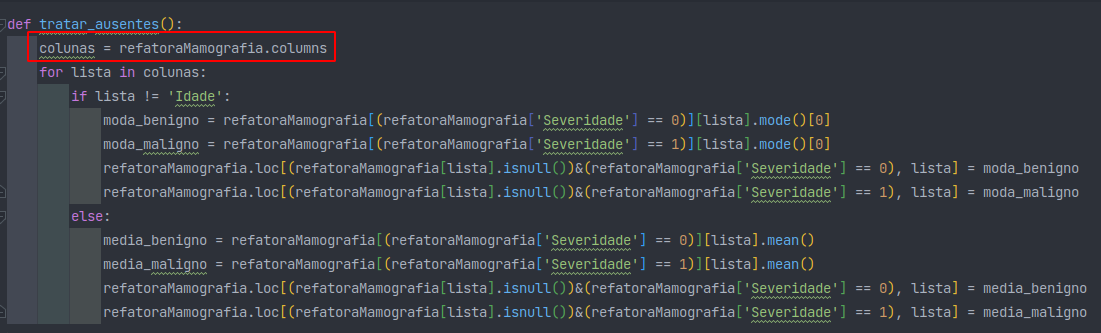 def tratar_ausentes():
    colunas = refatoraMamografia.columns
    for lista in colunas:
        if lista != 'Idade':
            moda_benigno = refatoraMamografia[(refatoraMamografia['Severidade'] == 0)][lista].mode()[0]
            moda_maligno = refatoraMamografia[(refatoraMamografia['Severidade'] == 1)][lista].mode()[0]
            refatoraMamografia.loc[(refatoraMamografia[lista].isnull())&(refatoraMamografia['Severidade'] == 0), lista] = moda_benigno
            refatoraMamografia.loc[(refatoraMamografia[lista].isnull())&(refatoraMamografia['Severidade'] == 1), lista] = moda_maligno
        else:
            media_benigno = refatoraMamografia[(refatoraMamografia['Severidade'] == 0)][lista].mean()
            media_maligno = refatoraMamografia[(refatoraMamografia['Severidade'] == 1)][lista].mean()
            refatoraMamografia.loc[(refatoraMamografia[lista].isnull())&(refatoraMamografia['Severidade'] == 0), lista] = media_benigno
            refatoraMamografia.loc[(refatoraMamografia[lista].isnull())&(refatoraMamografia['Severidade'] == 1), lista] = media_maligno